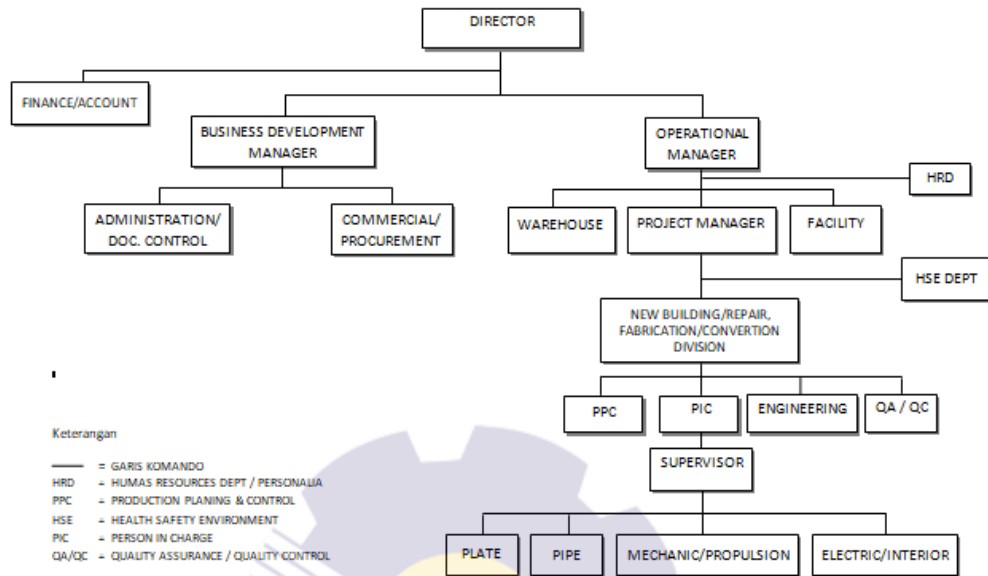 DIRECTOR
FINANCE/ACCOUNT
BUSINESS DEVELOPMENT
MANAGER
OPERATIONAL
MANAGER
HRD
ADMINISTRATION/
DOC. CONTROL
COMMERCIAL/
PROCUREMENT
WAREHOUSE
PROJECT MANAGER
FACILITY
HSE DEPT
NEW BUILDING/REPAIR,
FABRICATION/CONVERTION
DIVISION
PPC
PIC
ENGINEERING
QA / QC
SUPERVISOR
PLATE
PIPE
MECHANIC/PROPULSION
ELECTRIC/INTERIOR
Keterangan
= GARIS KOMANDO
HRD = HUMAS RESOURCES DEPT / PERSONALIA
PPC = PRODUCTION PLANING & CONTROL
HSE = HEALTH SAFETY ENVIRONMENT
PIC = PERSON IN CHARGE
QA/QC = QUALITY ASSURANCE / QUALITY CONTROL